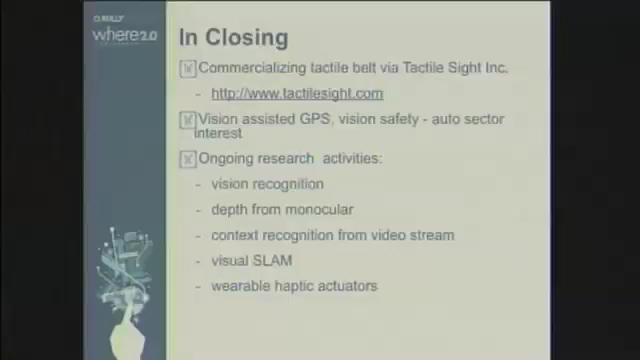 O'REILLY
where2.0
In Closing
Commercializing tactile belt via Tactile Sight Inc.
- http://www.tactilesight.com
Vision assisted GPS, vision safety - auto sector
interest
Ongoing research activities:
- vision recognition
- depth from monocular
- context recognition from video stream
- visual SLAM
- wearable haptic actuators